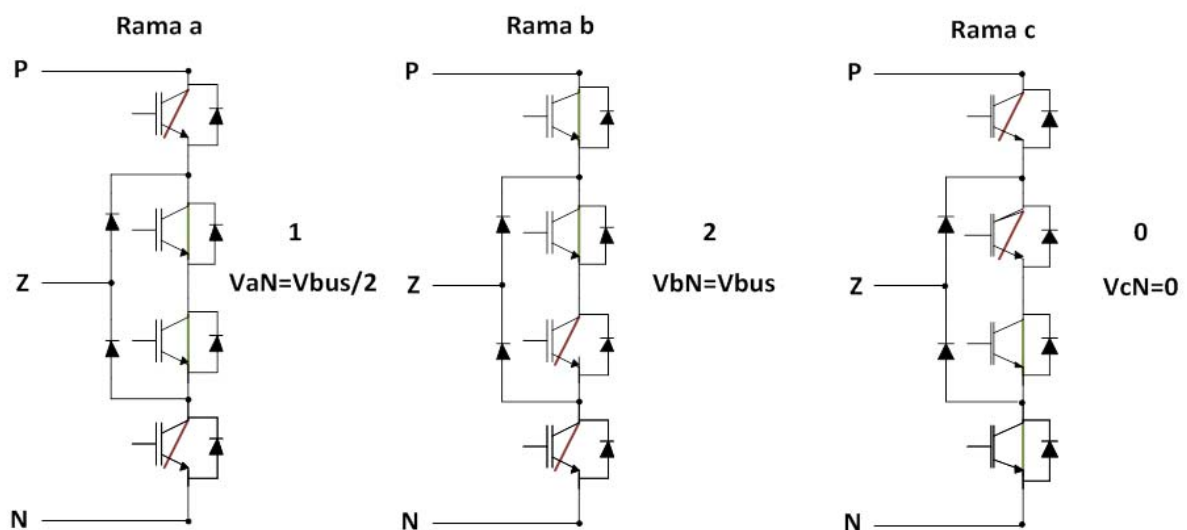 Rama a
P
Z
N
1
VaN=Vbus/2
Rama b
P
Z
N
2
VbN=Vbus
Rama c
P
Z
N
0
VcN=0